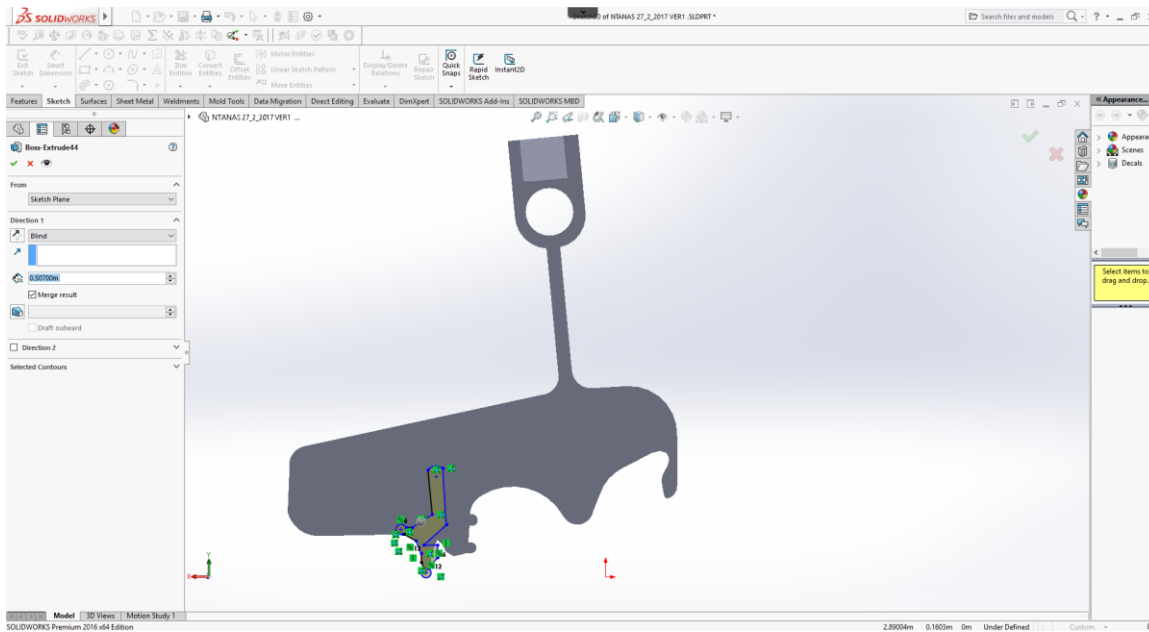 SOLIDWORKS
NTANAS 27_2_2017 VER1 .SLDPRT *
Search files and models
Exit Sketch
Smart Dimension
Trim Entities
Convert Entities
Offset Entities
Mirror Entities
Linear Sketch Pattern
Move Entities
Display/Delete Relations
Repair Sketch
Quick Snaps
Rapid Sketch
Instant2D
Features Sketch Surfaces Sheet Metal Weldments Mold Tools Data Migration Direct Editing Evaluate DimXpert SOLIDWORKS Add-Ins SOLIDWORKS MBD
NTANAS 27_2_2017 VER1 ...
Appearance...
Boss-Extrude44
From
Sketch Plane
Direction 1
Blind
0.50700m
Merge result
Draft outward
Direction 2
Selected Contours
Appeara
Scenes
Decals
Select items to
drag and drop.
12
Y
X
Model 3D Views Motion Study 1
SOLIDWORKS Premium 2016 x64 Edition
2.89004m 0.1603m 0m Under Defined Custom